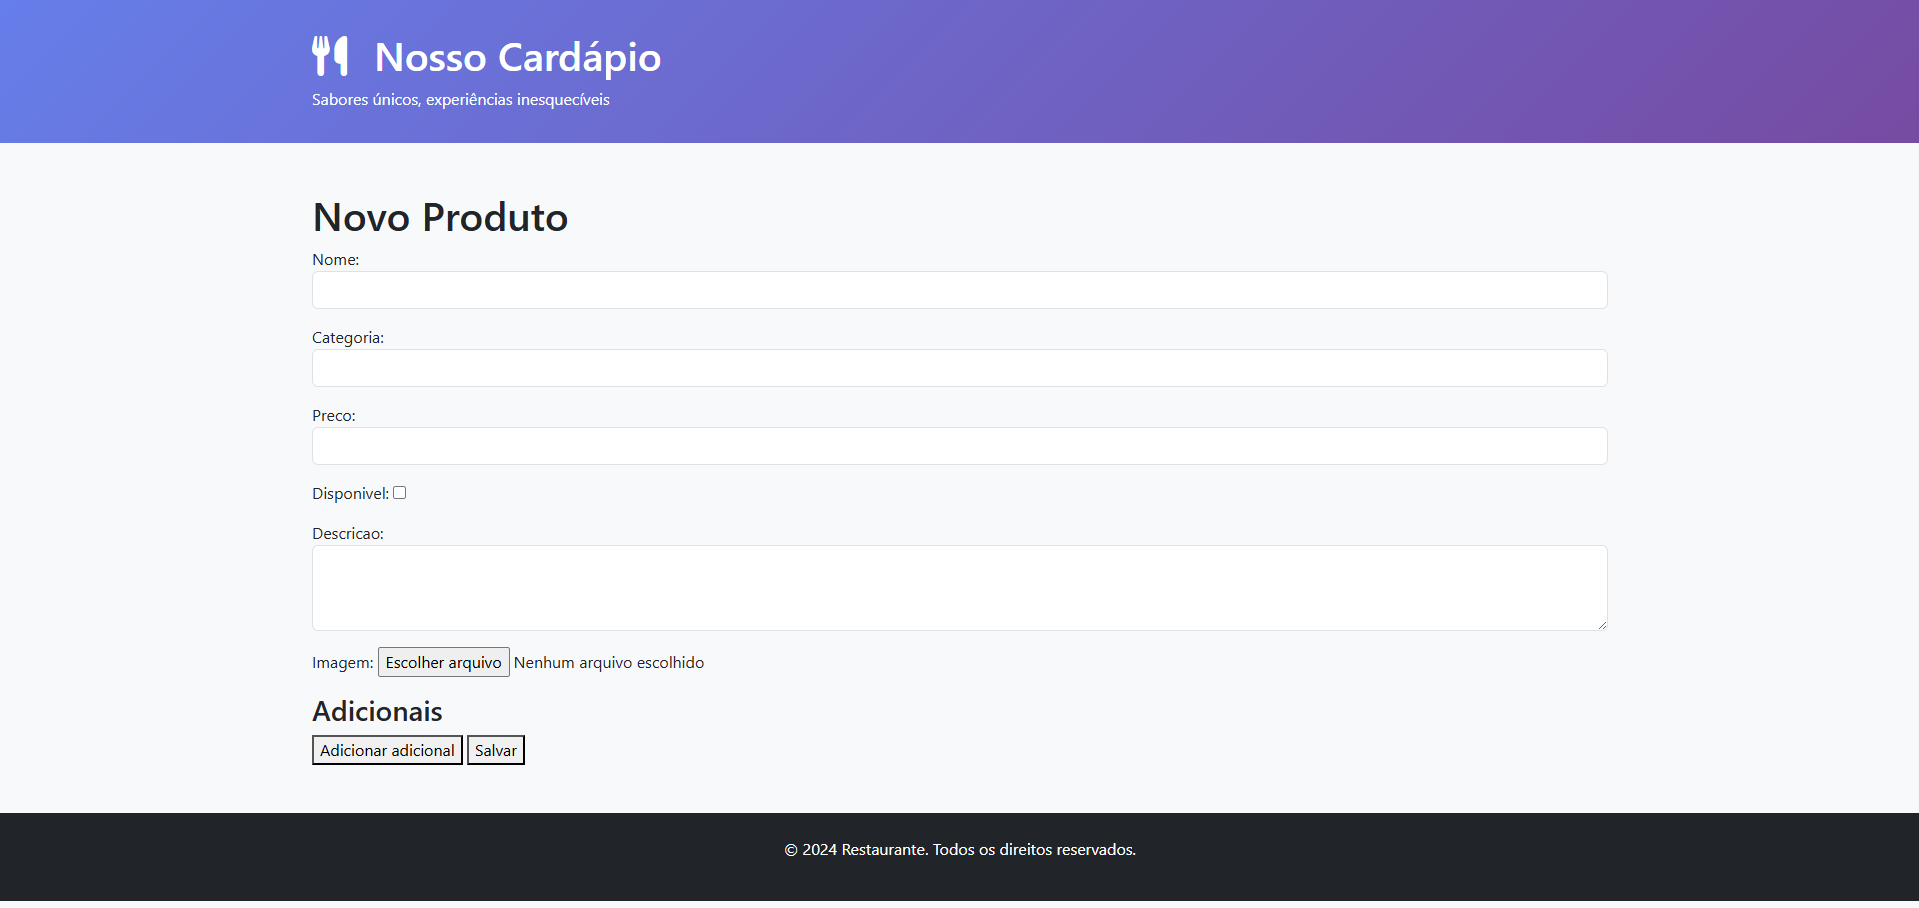 Nosso Cardápio
Sabores únicos, experiências inesquecíveis
Novo Produto
Nome:
Categoria:
Preco:
Disponivel:
Descricao:
Imagem: Escolher arquivo Nenhum arquivo escolhido
Adicionais
Adicionar adicional Salvar
© 2024 Restaurante. Todos os direitos reservados.